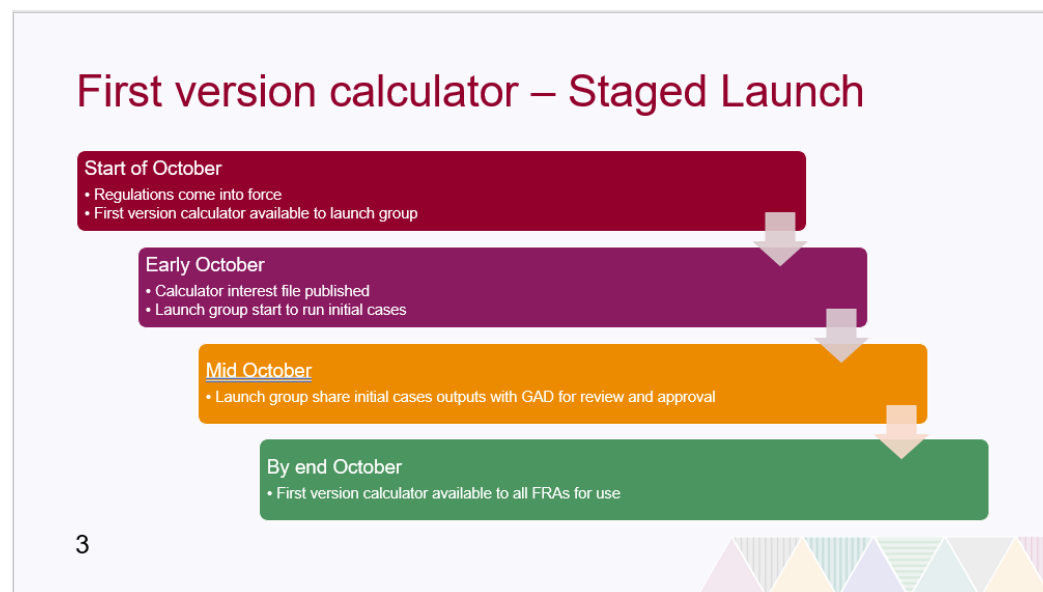 First version calculator – Staged Launch
Start of October
• Regulations come into force
• First version calculator available to launch group
Early October
• Calculator interest file published
• Launch group start to run initial cases
Mid October
• Launch group share initial cases outputs with GAD for review and approval
By end October
• First version calculator available to all FRAs for use
3